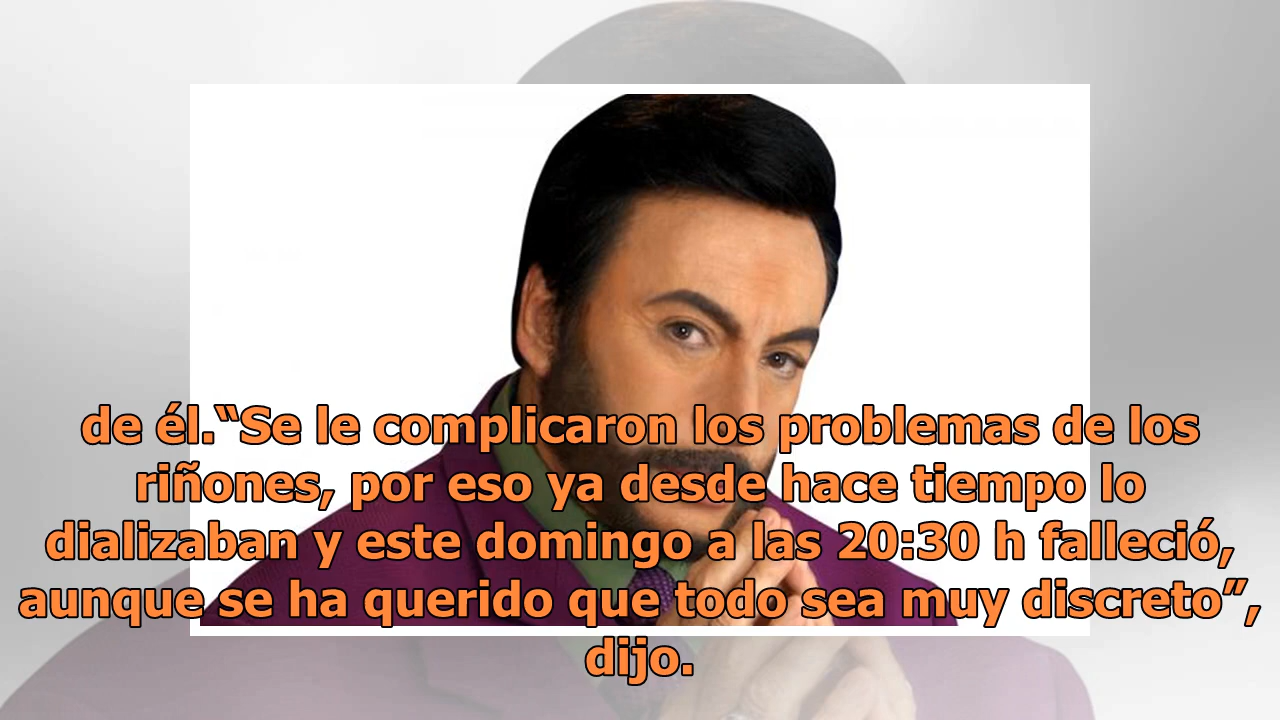 de él.“Se le complicaron los problemas de los
riñones, por eso ya desde hace tiempo lo
dializaban y este domingo a las 20:30 h falleció,
aunque se ha querido que todo sea muy discreto”,
dijo.